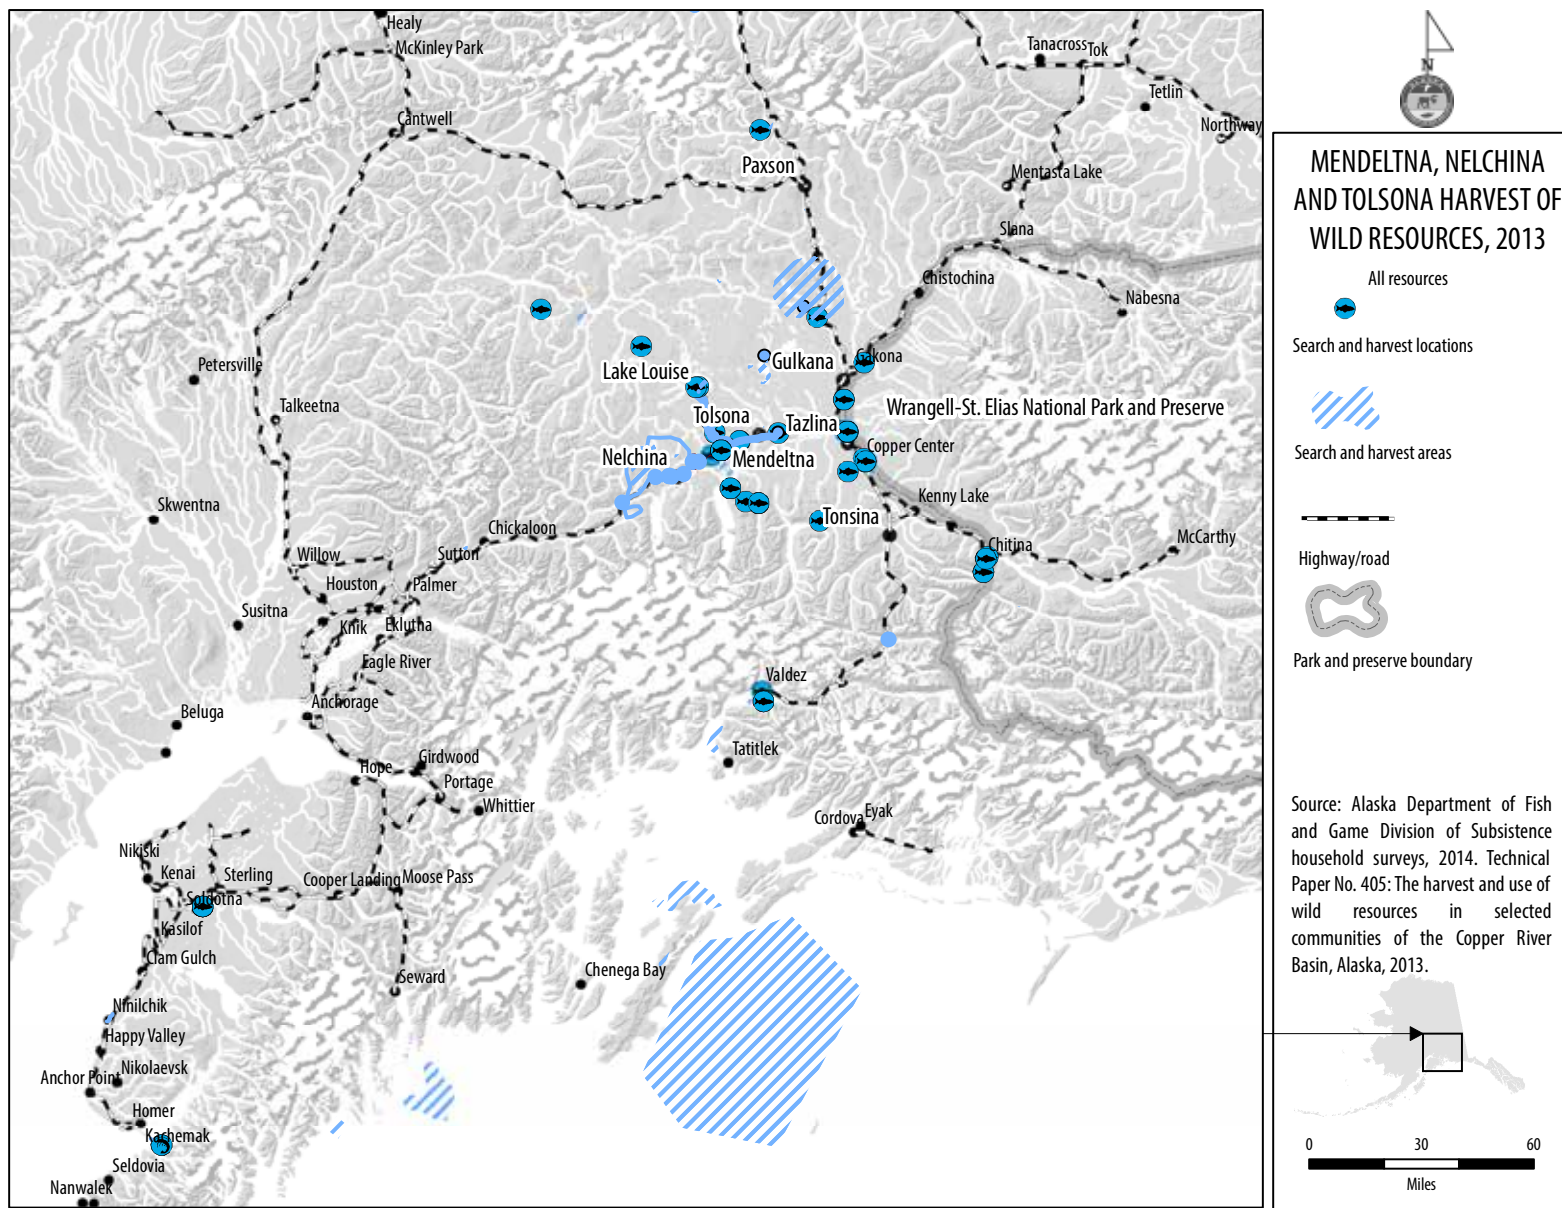 Healy
McKinley Park
Cantwell
Tanacross
Tok
Tetlin
Northway
Paxson
Mentasta Lake
Slana
Chistochina
Nabesna
Petersville
Talkeetna
Lake Louise
Gulkana
Gakona
Tolsona
Tazlina
Wrangell-St. Elias National Park and Preserve
Nelchina
Mendeltna
Copper Center
Skwentna
Chickaloon
Kenny Lake
Tonsina
Chitina
McCarthy
Willow
Sutton
Houston
Palmer
Susitna
Knik
Eklutha
Eagle River
Valdez
Anchorage
Beluga
Tatitlek
Girdwood
Hope
Portage
Whittier
Cordova
Eyak
Nikiski
Kenai
Sterling
Cooper Landing
Moose Pass
Soldotna
Kasilof
Clam Gulch
Chenega Bay
Seward
Ninilchik
Happy Valley
Nikolaevsk
Anchor Point
Homer
Kachemak
Seldovia
Nanwalek
N
MENDELTNA, NELCHINA
AND TOLSONA HARVEST OF
WILD RESOURCES, 2013
All resources
Search and harvest locations
Search and harvest areas
Highway/road
Park and preserve boundary
Source: Alaska Department of Fish
and Game Division of Subsistence
household surveys, 2014. Technical
Paper No. 405: The harvest and use of
wild resources in selected
communities of the Copper River
Basin, Alaska, 2013.
0 30 60
Miles